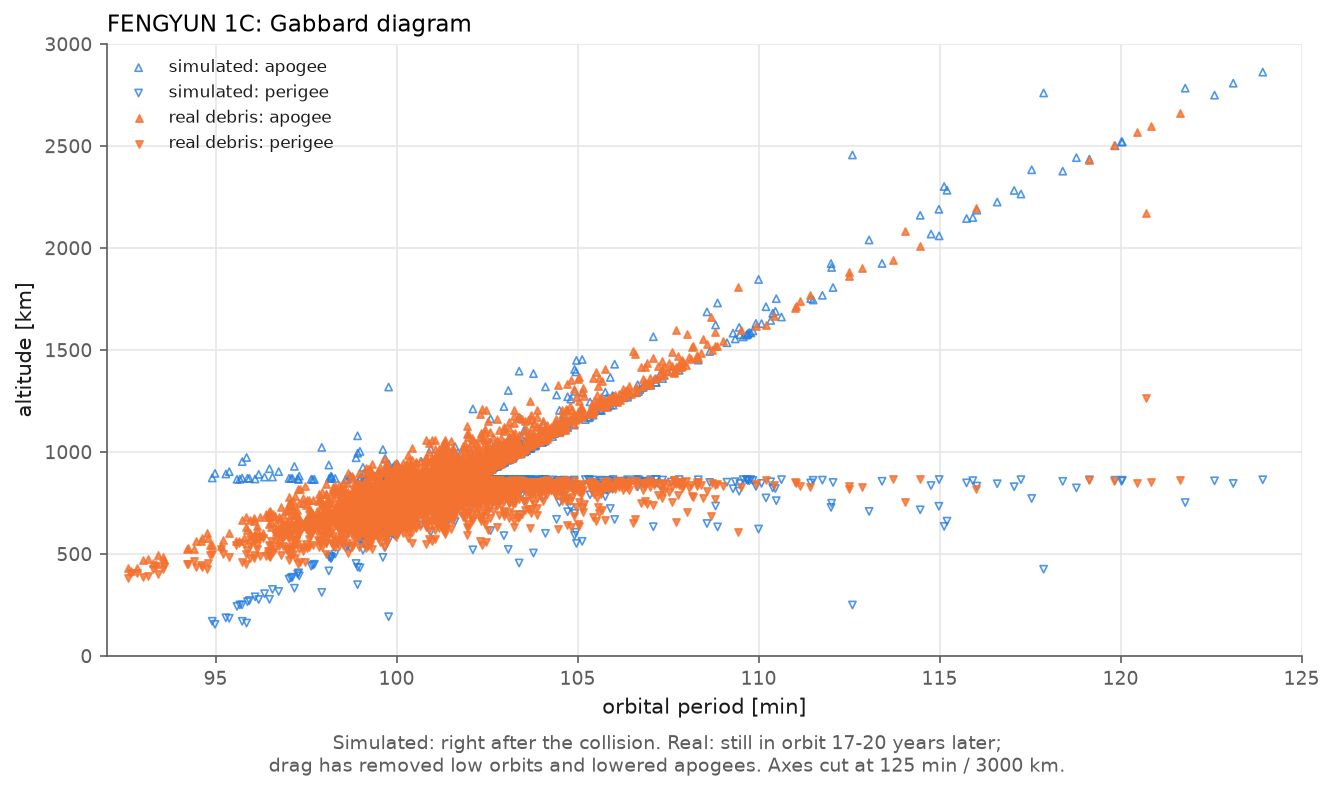 FENGYUN 1C: Gabbard diagram
3000
2500
2000
1500
1000
500
0
altitude [km]
simulated: apogee
simulated: perigee
real debris: apogee
real debris: perigee
95
100
105
110
115
120
125
orbital period [min]
Simulated: right after the collision. Real: still in orbit 17-20 years later;
drag has removed low orbits and lowered apogees. Axes cut at 125 min / 3000 km.